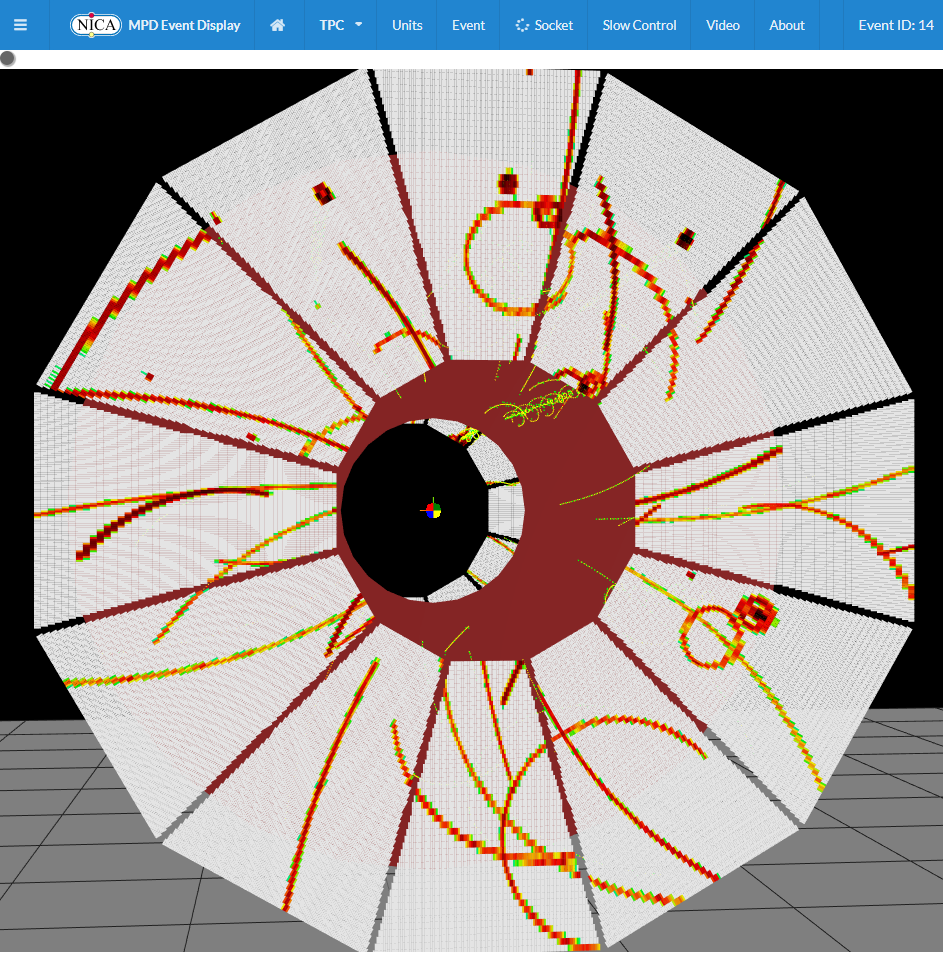 NICA MPD Event Display TPC Units Event Socket Slow Control Video About Event ID: 14